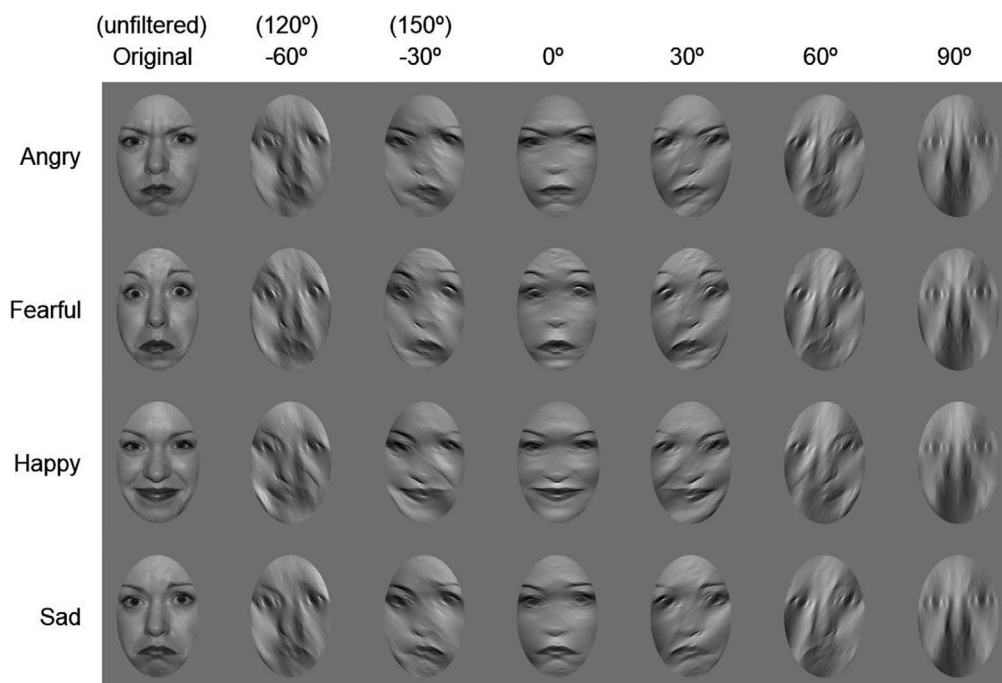 (unfiltered) (120º) (150º)
Original -60º -30º 0º 30º 60º 90º
Angry
Fearful
Happy
Sad